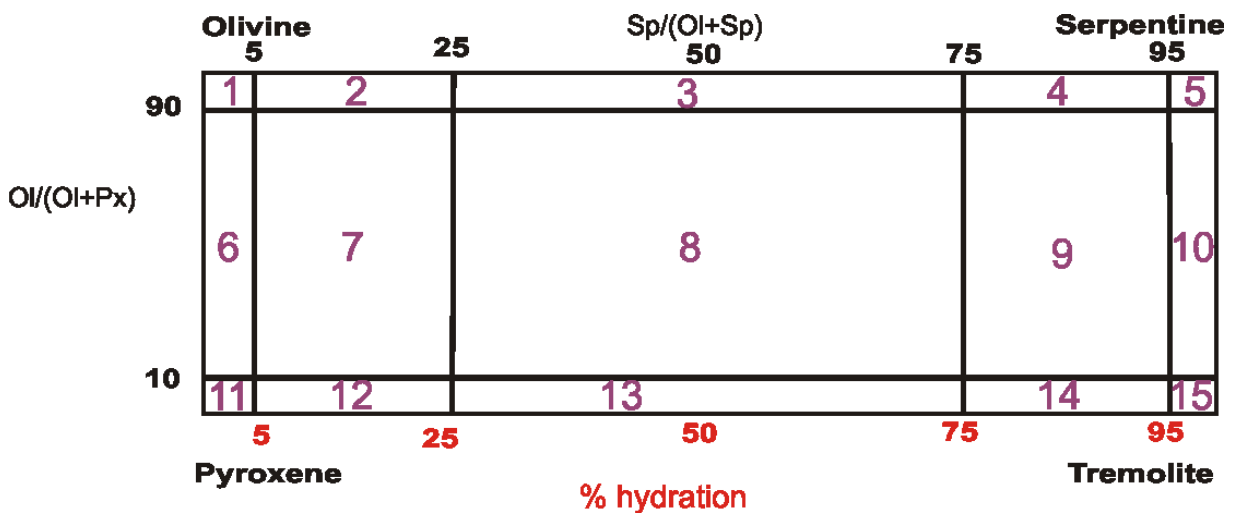 Olivine Sp/(Ol+Sp) Serpentine
5 25 50 75 95
1 2 3 4 5
90
Ol/(Ol+Px)
6 7 8 9 10
10
11 12 13 14 15
5 25 50 75 95
Pyroxene Tremolite
% hydration